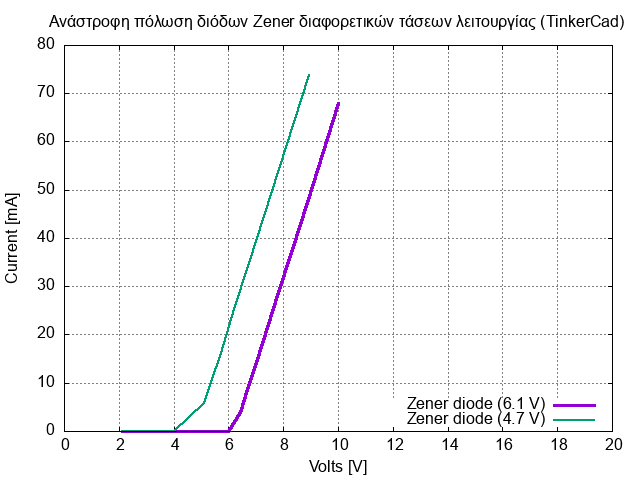 Ανάστροφη πόλωση διόδων Zener διαφορετικών τάσεων λειτουργίας (TinkerCad)
80
70
60
50
40
30
20
10
0
Current [mA]
Zener diode (6.1 V)
Zener diode (4.7 V)
0 2 4 6 8 10 12 14 16 18 20
Volts [V]